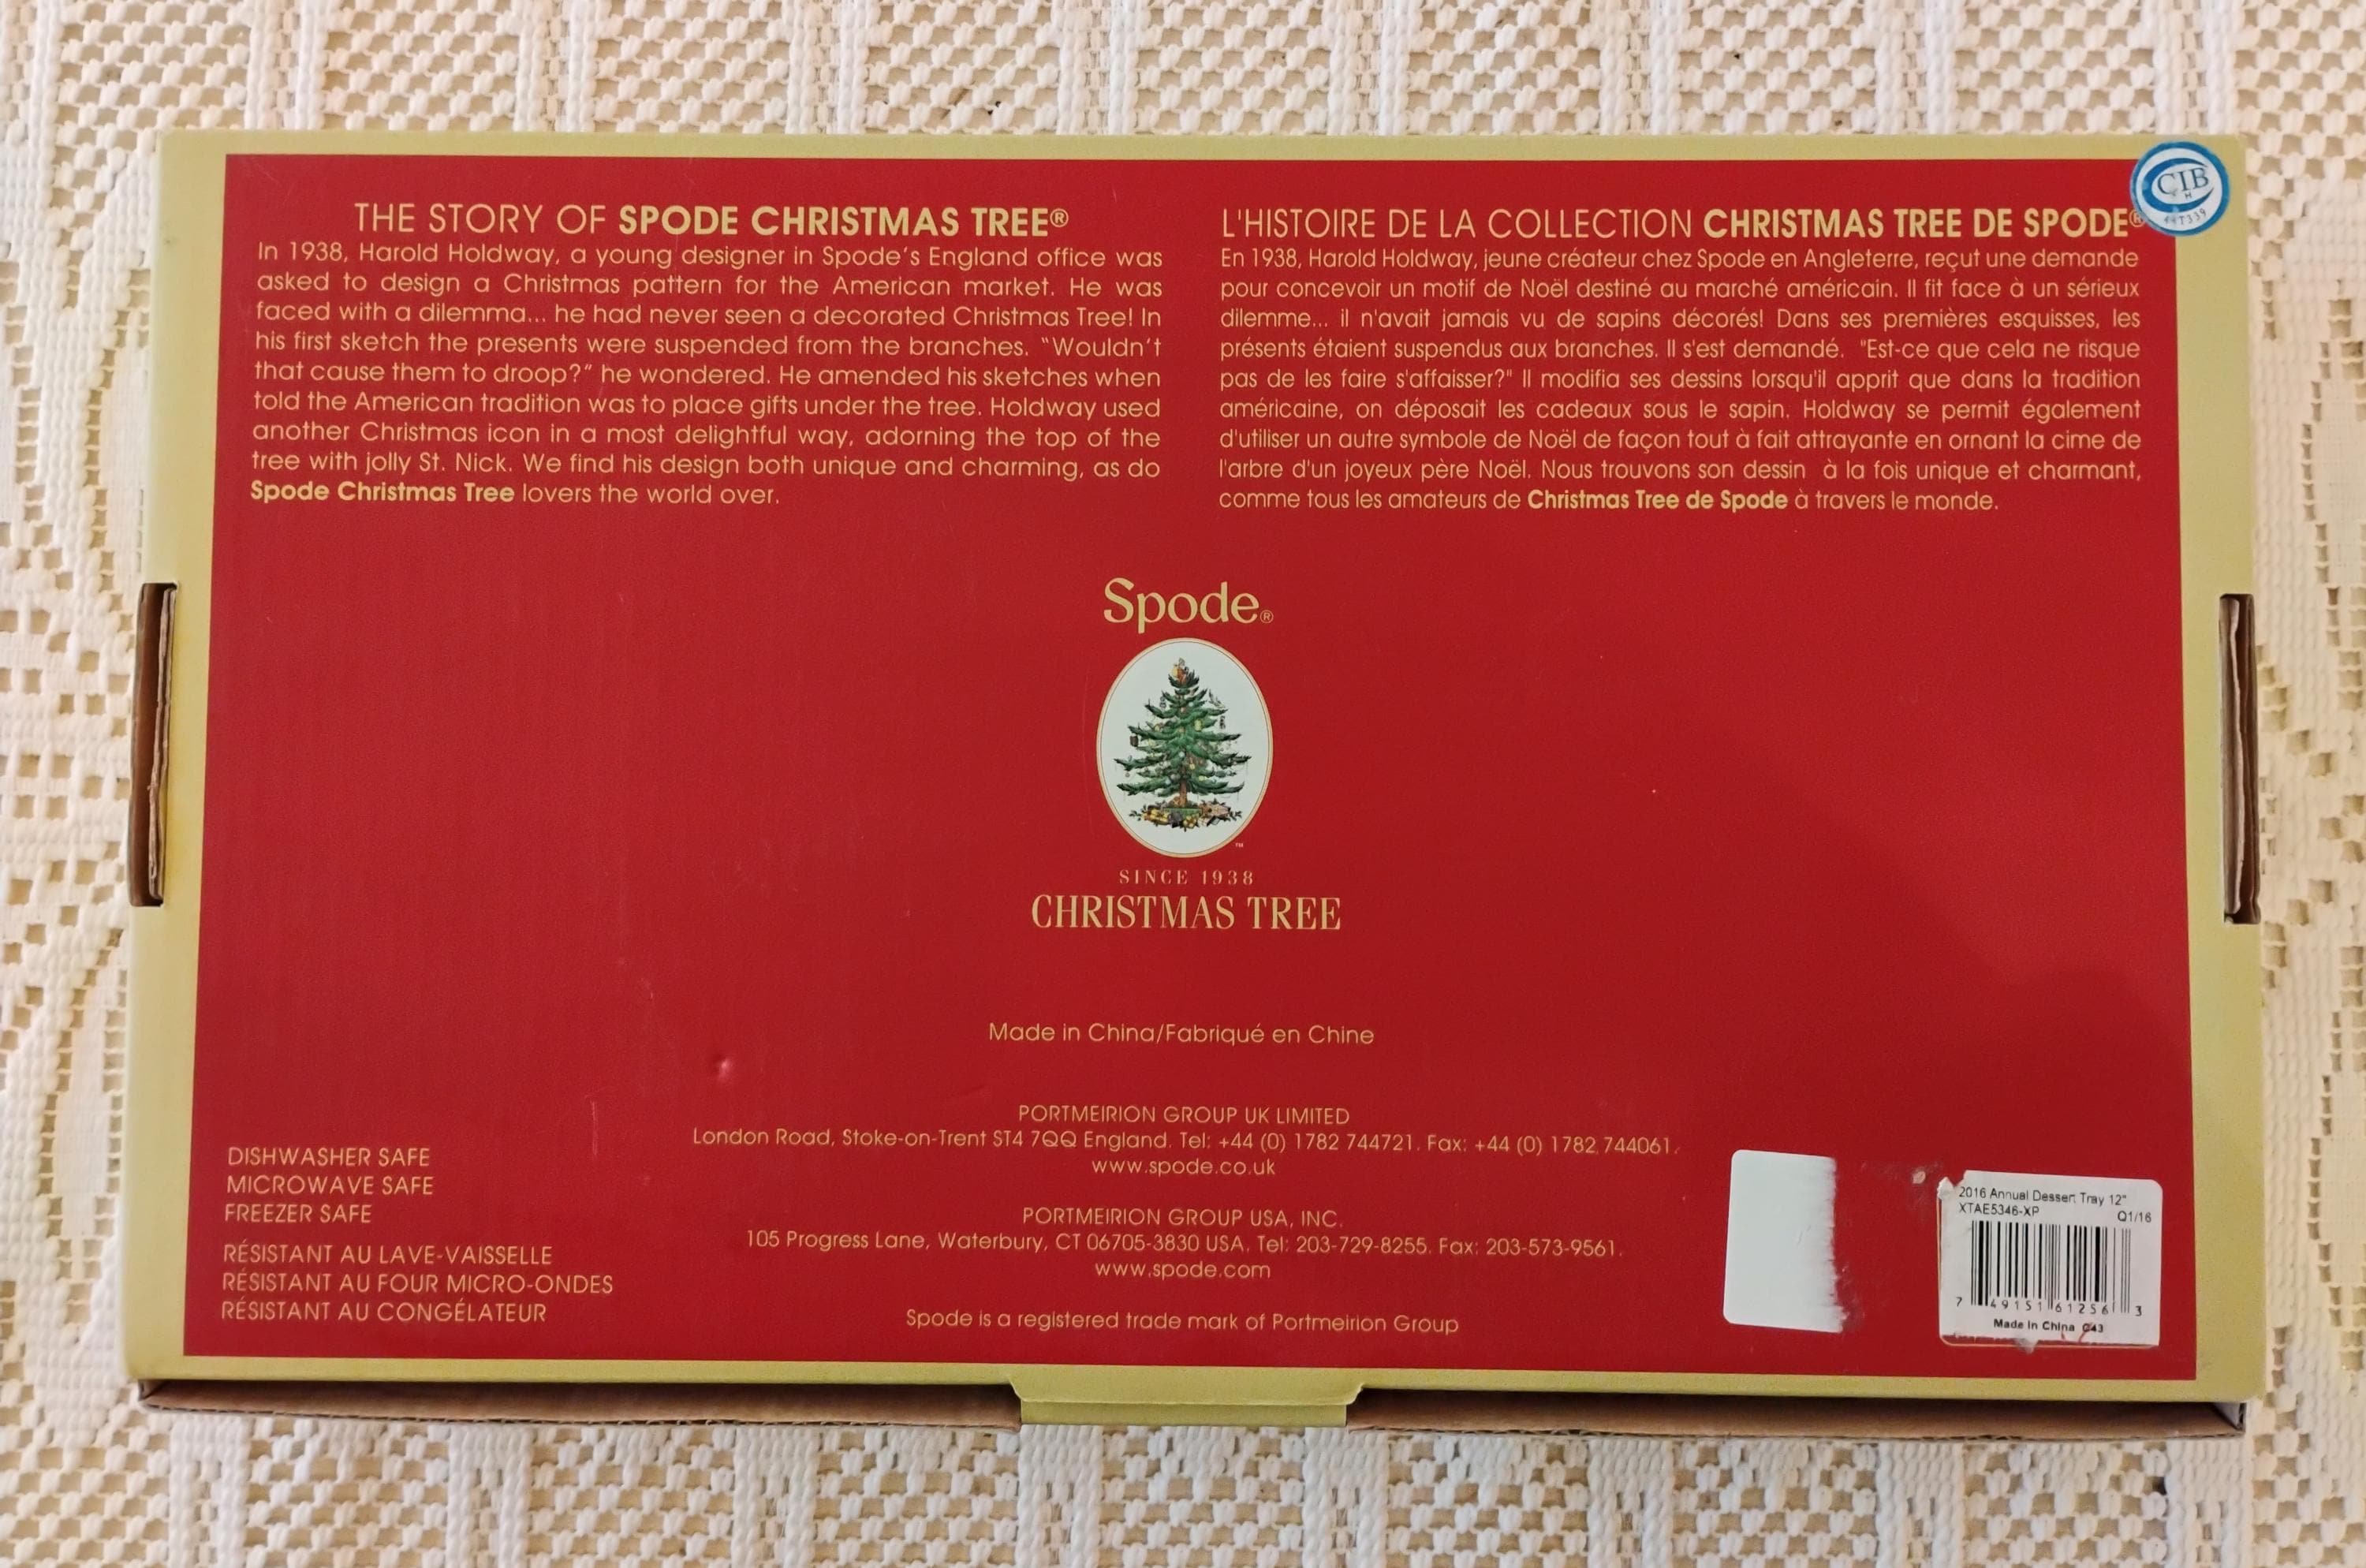 THE STORY OF SPODE CHRISTMAS TREE®
In 1938, Harold Holdway, a young designer in Spode's England office was
asked to design a Christmas pattern for the American market. He was
faced with a dilemma... he had never seen a decorated Christmas Tree! In
his first sketch the presents were suspended from the branches. "Wouldn't
that cause them to droop?" he wondered. He amended his sketches when
told the American tradition was to place gifts under the tree. Holdway used
another Christmas icon in a most delightful way, adorning the top of the
tree with jolly St. Nick. We find his design both unique and charming, as do
Spode Christmas Tree lovers the world over.
L'HISTOIRE DE LA COLLECTION CHRISTMAS TREE DE SPODE®
En 1938, Harold Holdway, jeune créateur chez Spode en Angleterre, reçut une demande
pour concevoir un motif de Noël destiné au marché américain. Il fit face à un sérieux
dilemme... il n'avait jamais vu de sapins décorés! Dans ses premières esquisses, les
présents étaient suspendus aux branches. Il s'est demandé. "Est-ce que cela ne risque
pas de les faire s'affaisser?" Il modifia ses dessins lorsqu'il apprit que dans la tradition
américaine, on déposait les cadeaux sous le sapin. Holdway se permit également
d'utiliser un autre symbole de Noël de façon tout à fait attrayante en ornant la cime de
l'arbre d'un joyeux père Noël. Nous trouvons son dessin à la fois unique et charmant,
comme tous les amateurs de Christmas Tree de Spode à travers le monde.
CIB
H
Spode®
TM
SINCE 1938
CHRISTMAS TREE
Made in China/Fabriqué en Chine
PORTMEIRION GROUP UK LIMITED
London Road, Stoke-on-Trent ST4 7QQ England. Tel: +44 (0) 1782 744721. Fax: +44 (0) 1782 744061.
www.spode.co.uk
PORTMEIRION GROUP USA, INC.
105 Progress Lane, Waterbury, CT 06705-3830 USA. Tel: 203-729-8255. Fax: 203-573-9561.
www.spode.com
Spode is a registered trade mark of Portmeirion Group
DISHWASHER SAFE
MICROWAVE SAFE
FREEZER SAFE
RÉSISTANT AU LAVE-VAISSELLE
RÉSISTANT AU FOUR MICRO-ONDES
RÉSISTANT AU CONGÉLATEUR
2016 Annual Dessert Tray 12"
XTAE5346-XP Q1/16
7 49151 61256 3
Made In China C43